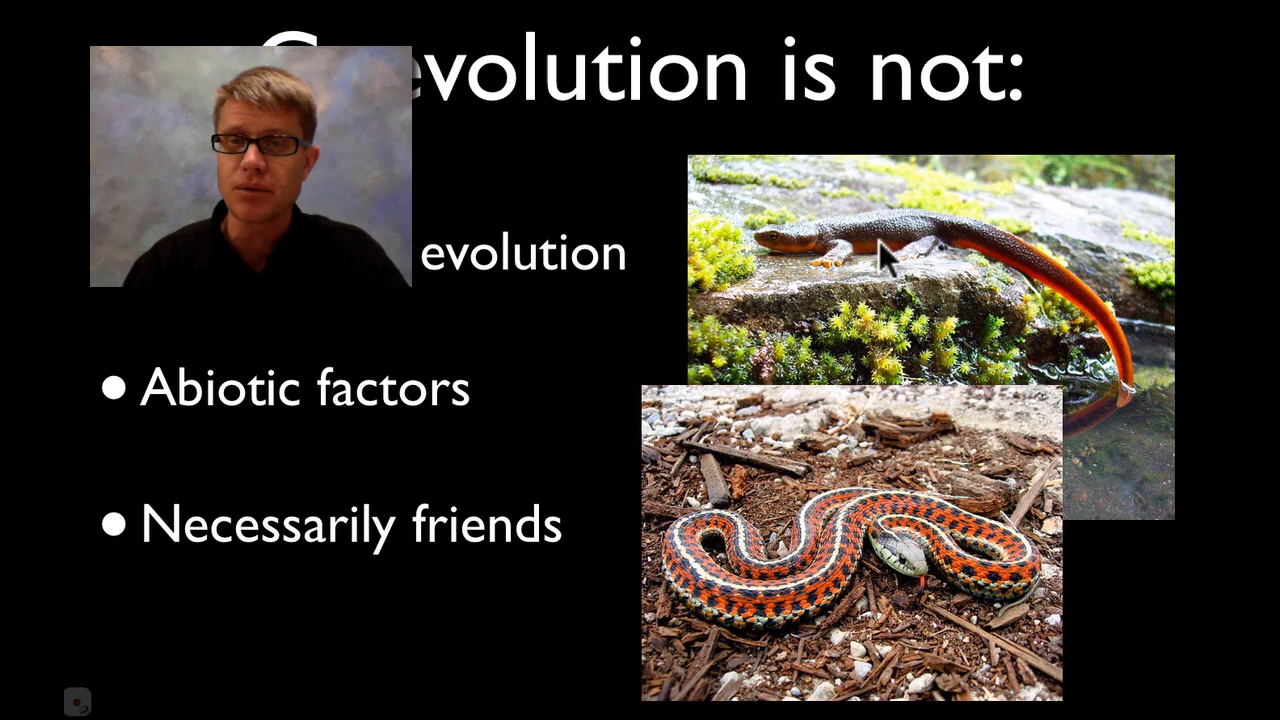 evolution is not:
evolution
Abiotic factors
Necessarily friends